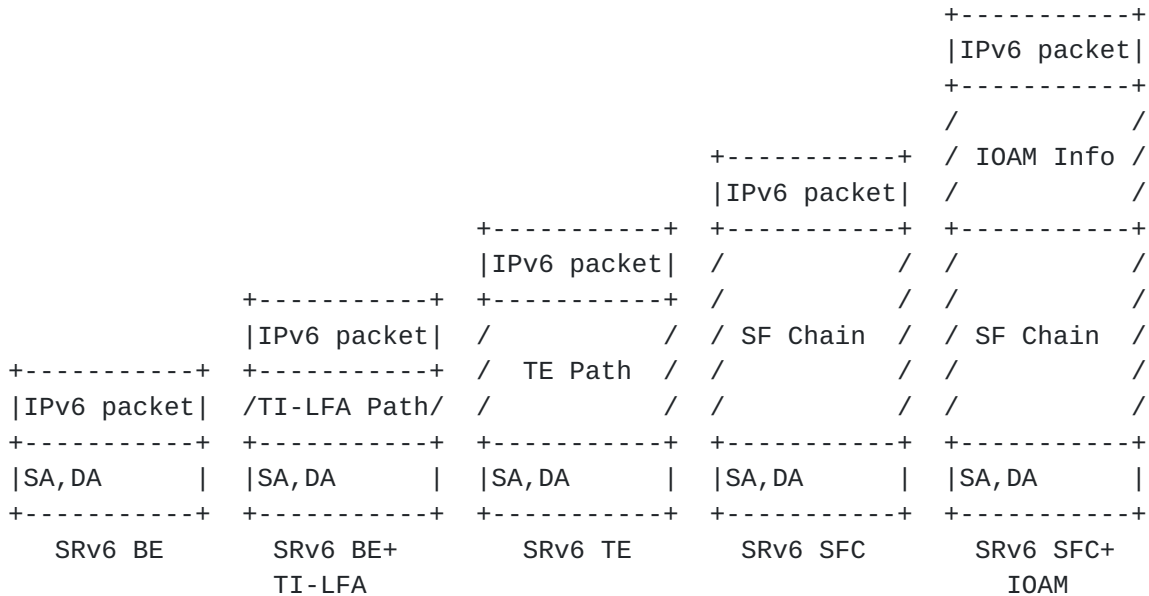 +-----------+
|IPv6 packet|
+-----------+
/           /
+-----------+  / IOAM Info /
|IPv6 packet|  /           /
+-----------+  +-----------+  +-----------+
|IPv6 packet|  /           /  /           /
+-----------+  +-----------+  /           /  /           /
|IPv6 packet|  /           /  / SF Chain  /  / SF Chain  /
+-----------+  +-----------+  /  TE Path  /  /           /  /           /
|IPv6 packet|  /TI-LFA Path/  /           /  /           /  /           /
+-----------+  +-----------+  +-----------+  +-----------+  +-----------+
|SA,DA      |  |SA,DA      |  |SA,DA      |  |SA,DA      |  |SA,DA      |
+-----------+  +-----------+  +-----------+  +-----------+  +-----------+
SRv6 BE       SRv6 BE+        SRv6 TE       SRv6 SFC       SRv6 SFC+
TI-LFA                                         IOAM